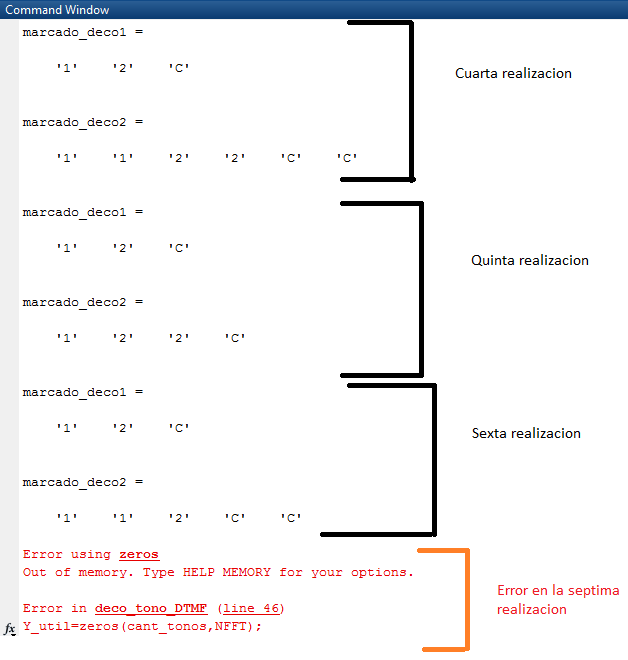 Command Window
marcado_deco1 =
'1' '2' 'C'
Cuarta realizacion
marcado_deco2 =
'1' '1' '2' '2' 'C' 'C'
marcado_deco1 =
'1' '2' 'C'
Quinta realizacion
marcado_deco2 =
'1' '2' '2' 'C'
marcado_deco1 =
'1' '2' 'C'
Sexta realizacion
marcado_deco2 =
'1' '1' '2' 'C' 'C'
Error using zeros
Out of memory. Type HELP MEMORY for your options.
Error in deco_tono_DTMF (line 46)
fx Y_util=zeros(cant_tonos,NFFT);
Error en la septima
realizacion